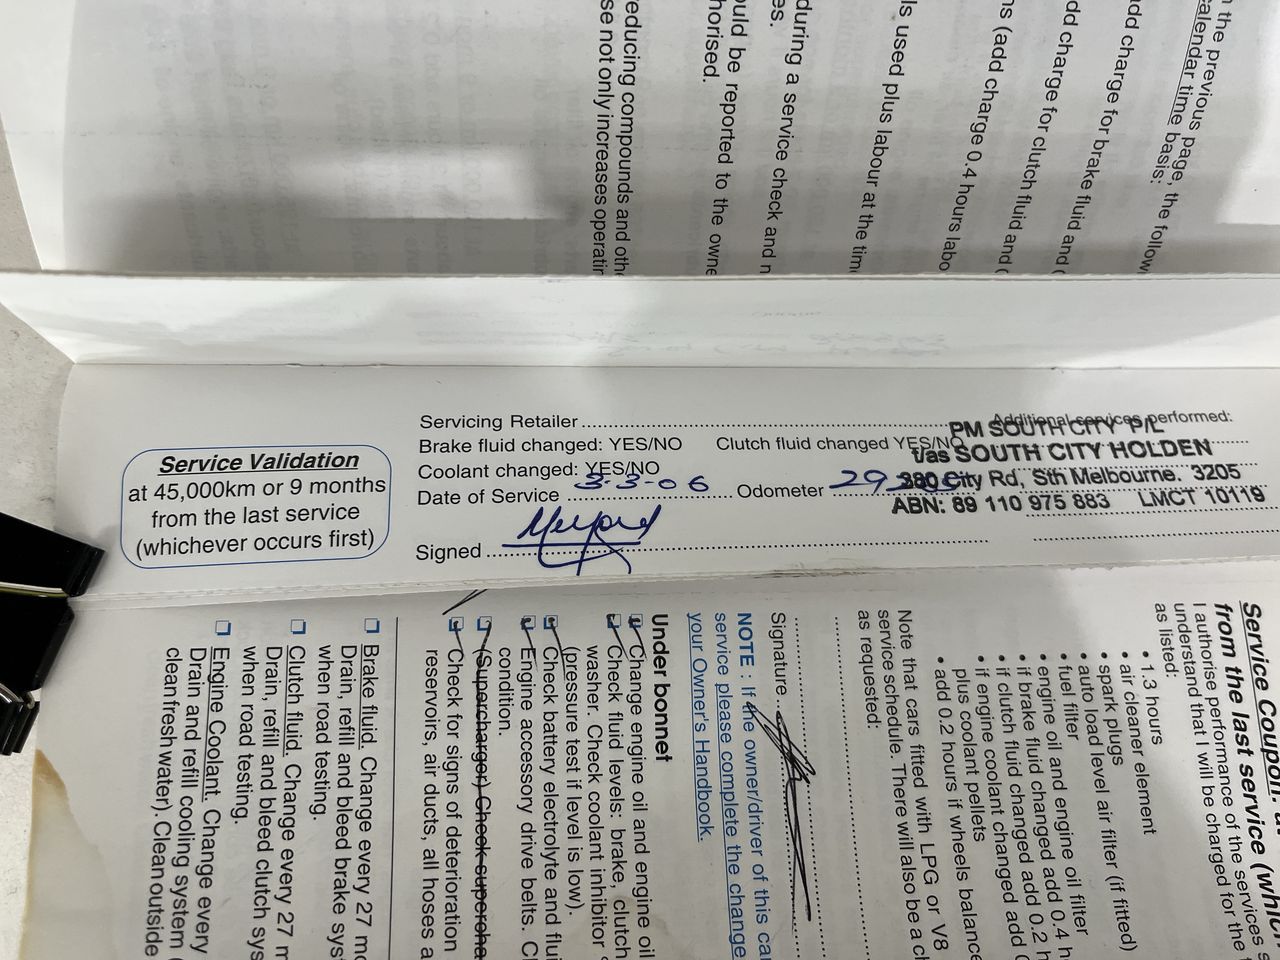 n the previous page, the follow
calendar time basis:
add charge for brake fluid and
dd charge for clutch fluid and
ns (add charge 0.4 hours labo
ls used plus labour at the tim
during a service check and n
es.
ould be reported to the owne
horised.
reducing compounds and oth
se not only increases operatin
Service Validation
at 45,000km or 9 months
from the last service
(whichever occurs first)
Servicing Retailer
Additional services performed:
Brake fluid changed: YES/NO Clutch fluid changed YES/NO
Coolant changed: YES/NO
Date of Service 3-3-06 Odometer 29
Signed
PM SOUTH CITY P/L
t/as SOUTH CITY HOLDEN
380 City Rd, Sth Melbourne. 3205
ABN: 89 110 975 883 LMCT 10119
Service Coupon:
from the last service (which
I authorise performance of the services
understand that I will be charged for the
as listed:
• 1.3 hours
• air cleaner element
• spark plugs
• auto load level air filter (if fitted)
• fuel filter
• engine oil and engine oil filter
• if brake fluid changed add 0.4 h
• if clutch fluid changed add 0.2 h
• if engine coolant changed add
plus coolant pellets
• add 0.2 hours if wheels balance
Note that cars fitted with LPG or V8
service schedule. There will also be a c
as requested:
Signature
NOTE : If the owner/driver of this car
service please complete the change
your Owner's Handbook.
Under bonnet
Change engine oil and engine oil
Check fluid levels: brake, clutch
washer. Check coolant inhibitor
(pressure test if level is low).
Check battery electrolyte and flui
Engine accessory drive belts. C
condition.
(Supercharger) Check supercha
Check for signs of deterioration
reservoirs, air ducts, all hoses a
Brake fluid. Change every 27 mo
Drain, refill and bleed brake syst
when road testing.
Clutch fluid. Change every 27 m
Drain, refill and bleed clutch sys
when road testing.
Engine Coolant. Change every
Drain and refill cooling system
clean fresh water). Clean outside